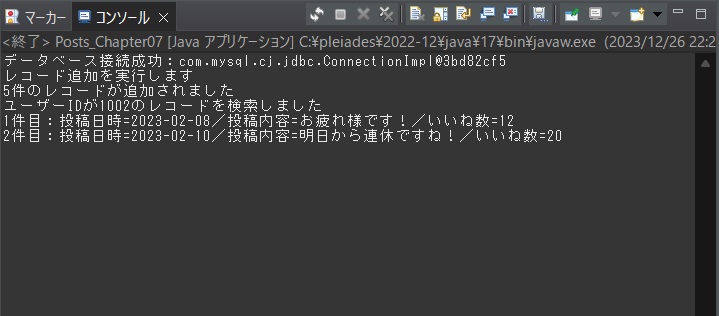 マーカー コンソール
<終了> Posts_Chapter07 [Java アプリケーション] C:¥pleiades¥2022-12¥java¥17¥bin¥javaw.exe (2023/12/26 22:2
データベース接続成功：com.mysql.cj.jdbc.ConnectionImpl@3bd82cf5
レコード追加を実行します
5件のレコードが追加されました
ユーザーIDが1002のレコードを検索しました
1件目：投稿日時=2023-02-08／投稿内容=お疲れ様です！／いいね数=12
2件目：投稿日時=2023-02-10／投稿内容=明日から連休ですね！／いいね数=20